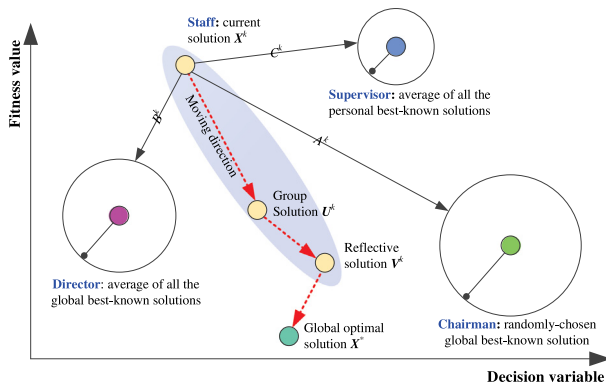 Fitness value
Staff: current
solution X^k
C^k
Supervisor: average of all the
personal best-known solutions
B^k
Moving direction
A^k
Group
Solution U^k
Reflective
solution V^k
Director: average of all the
global best-known solutions
Global optimal
solution X^*
Chairman: randomly-chosen
global best-known solution
Decision variable